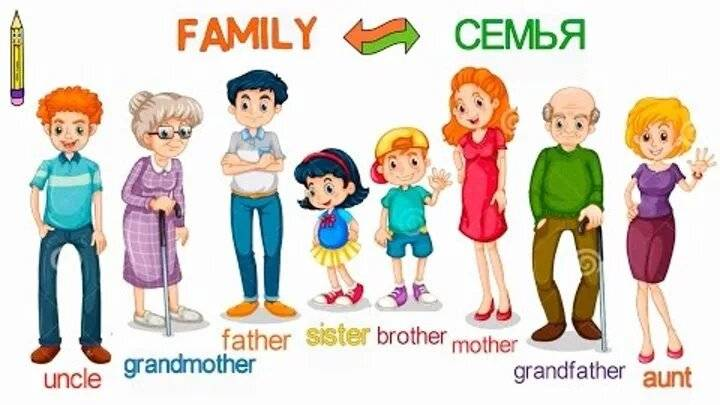 FAMILY СЕМЬЯ
uncle
grandmother
father
sister
brother
mother
grandfather
aunt